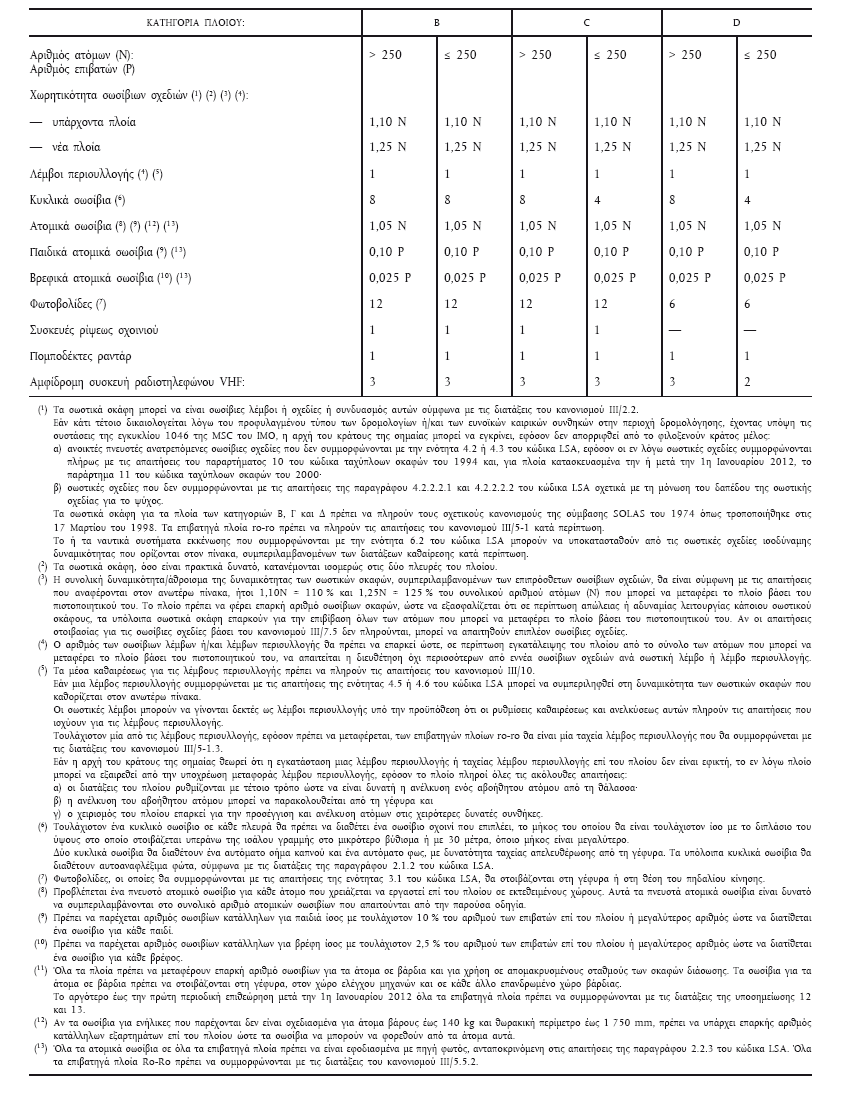 ΚΑΤΗΓΟΡΙΑ ΠΛΟΙΟΥ: B C D
Αριθμός ατόμων (N): > 250 ≤ 250 > 250 ≤ 250 > 250 ≤ 250
Αριθμός επιβατών (P)
Χωρητικότητα σωσίβιων σχεδιών (¹) (²) (³) (⁴):
— υπάρχοντα πλοία 1,10 N 1,10 N 1,10 N 1,10 N 1,10 N 1,10 N
— νέα πλοία 1,25 N 1,25 N 1,25 N 1,25 N 1,25 N 1,25 N
Λέμβοι περισυλλογής (⁴) (⁵) 1 1 1 1 1 1
Κυκλικά σωσίβια (⁶) 8 8 8 4 8 4
Ατομικά σωσίβια (⁸) (⁹) (¹²) (¹³) 1,05 N 1,05 N 1,05 N 1,05 N 1,05 N 1,05 N
Παιδικά ατομικά σωσίβια (⁹) (¹³) 0,10 P 0,10 P 0,10 P 0,10 P 0,10 P 0,10 P
Βρεφικά ατομικά σωσίβια (¹⁰) (¹³) 0,025 P 0,025 P 0,025 P 0,025 P 0,025 P 0,025 P
Φωτοβολίδες (⁷) 12 12 12 12 6 6
Συσκευές ρίψεως σχοινιού 1 1 1 1 — —
Πομποδέκτες ραντάρ 1 1 1 1 1 1
Αμφίδρομη συσκευή ραδιοτηλεφώνου VHF: 3 3 3 3 3 2
(¹) Τα σωστικά σκάφη μπορεί να είναι σωσίβιες λέμβοι ή σχεδίες ή συνδυασμός αυτών σύμφωνα με τις διατάξεις του κανονισμού III/2.2.
Εάν κάτι τέτοιο δικαιολογείται λόγω του προφυλαγμένου τύπου των δρομολογίων ή/και των ευνοϊκών καιρικών συνθηκών στην περιοχή δρομολόγησης, έχοντας υπόψη τις
συστάσεις της εγκυκλίου 1046 της MSC του IMO, η αρχή του κράτους της σημαίας μπορεί να εγκρίνει, εφόσον δεν απορριφθεί από το φιλοξενούν κράτος μέλος:
α) ανοικτές πνευστές ανατρεπόμενες σωσίβιες σχεδίες που δεν συμμορφώνονται με την ενότητα 4.2 ή 4.3 του κώδικα LSA, εφόσον οι εν λόγω σωστικές σχεδίες συμμορφώνονται
πλήρως με τις απαιτήσεις του παραρτήματος 10 του κώδικα ταχύπλοων σκαφών του 1994 και, για πλοία κατασκευασμένα την ή μετά την 1η Ιανουαρίου 2012, το
παράρτημα 11 του κώδικα ταχύπλοων σκαφών του 2000·
β) σωστικές σχεδίες που δεν συμμορφώνονται με τις απαιτήσεις της παραγράφου 4.2.2.2.1 και 4.2.2.2.2 του κώδικα LSA σχετικά με τη μόνωση του δαπέδου της σωστικής
σχεδίας για το ψύχος.
Τα σωστικά σκάφη για τα πλοία των κατηγοριών Β, Γ και Δ πρέπει να πληρούν τους σχετικούς κανονισμούς της σύμβασης SOLAS του 1974 όπως τροποποιήθηκε στις
17 Μαρτίου του 1998. Τα επιβατηγά πλοία ro-ro πρέπει να πληρούν τις απαιτήσεις του κανονισμού III/5-1 κατά περίπτωση.
Το ή τα ναυτικά συστήματα εκκένωσης που συμμορφώνονται με την ενότητα 6.2 του κώδικα LSA μπορούν να υποκατασταθούν από τις σωστικές σχεδίες ισοδύναμης
δυναμικότητας που ορίζονται στον πίνακα, συμπεριλαμβανομένων των διατάξεων καθαίρεσης κατά περίπτωση.
(²) Τα σωστικά σκάφη, όσο είναι πρακτικά δυνατό, κατανέμονται ισομερώς στις δύο πλευρές του πλοίου.
(³) Η συνολική δυναμικότητα/άθροισμα της δυναμικότητας των σωστικών σκαφών, συμπεριλαμβανομένων των επιπρόσθετων σωσίβιων σχεδίων, θα είναι σύμφωνη με τις απαιτήσεις
που αναφέρονται στον ανωτέρω πίνακα, ήτοι 1,10N = 110 % και 1,25N = 125 % του συνολικού αριθμού ατόμων (N) που μπορεί να μεταφέρει το πλοίο βάσει του
πιστοποιητικού του. Το πλοίο πρέπει να φέρει επαρκή αριθμό σωσίβιων σκαφών, ώστε να εξασφαλίζεται ότι σε περίπτωση απώλειας ή αδυναμίας λειτουργίας κάποιου σωστικού
σκάφους, τα υπόλοιπα σωστικά σκαφη επαρκούν για την επιβίβαση όλων των ατόμων που μπορεί να μεταφέρει το πλοίο βάσει του πιστοποιητικού του. Αν οι απαιτήσεις
στοιβασίας για τις σωσίβιες σχεδίες βάσει του κανονισμού III/7.5 δεν πληρούνται, μπορεί να απαιτηθούν επιπλέον σωσίβιες σχεδίες.
(⁴) Ο αριθμός των σωσίβιων λέμβων ή/και λέμβων περισυλλογής θα πρέπει να επαρκεί ώστε, σε περίπτωση εγκατάλειψης του πλοίου από το σύνολο των ατόμων που μπορεί να
μεταφέρει το πλοίο βάσει του πιστοποιητικού του, να απαιτείται η διευθέτηση όχι περισσότερων από εννέα σωσίβιων σχεδιών ανά σωστική λέμβο ή λέμβο περισυλλογής.
(⁵) Τα μέσα καθαιρέσεως για τις λέμβους περισυλλογής πρέπει να πληρούν τις απαιτήσεις του κανονισμού III/10.
Εάν μια λέμβος περισυλλογής συμμορφώνεται με τις απαιτήσεις της ενότητας 4.5 ή 4.6 του κώδικα LSA μπορεί να συμπεριληφθεί στη δυναμικότητα των σωστικών σκαφών που
καθορίζεται στον ανωτέρω πίνακα.
Οι σωστικές λέμβοι μπορούν να γίνονται δεκτές ως λέμβοι περισυλλογής υπό την προϋπόθεση ότι οι ρυθμίσεις καθαιρέσεως και ανελκύσεως αυτών πληρούν τις απαιτήσεις που
ισχύουν για τις λέμβους περισυλλογής.
Τουλάχιστον μία από τις λέμβους περισυλλογής, εφόσον πρέπει να μεταφέρεται, των επιβατηγών πλοίων ro-ro θα είναι μία ταχεία λέμβος περισυλλογής που θα συμμορφώνεται με
τις διατάξεις του κανονισμού III/5-1.3.
Εάν η αρχή του κράτους της σημαίας θεωρεί ότι η εγκατάσταση μιας λέμβου περισυλλογής ή ταχείας λέμβου περισυλλογής επί του πλοίου δεν είναι εφικτή, το εν λόγω πλοίο
μπορεί να εξαιρεθεί από την υποχρέωση μεταφοράς λέμβου περισυλλογής, εφόσον το πλοίο πληροί όλες τις ακόλουθες απαιτήσεις:
α) οι διατάξεις του πλοίου ρυθμίζονται με τέτοιο τρόπο ώστε να είναι δυνατή η ανέλκυση ενός αβοήθητου ατόμου από τη θάλασσα·
β) η ανέλκυση του αβοήθητου ατόμου μπορεί να παρακολουθείται από τη γέφυρα και
γ) ο χειρισμός του πλοίου επαρκεί για την προσέγγιση και ανέλκυση ατόμων στις χειρότερες δυνατές συνθήκες.
(⁶) Τουλάχιστον ένα κυκλικό σωσίβιο σε κάθε πλευρά θα πρέπει να διαθέτει ένα σωσίβιο σχοινί που επιπλέει, το μήκος του οποίου θα είναι τουλάχιστον ίσο με το διπλάσιο του
ύψους στο οποίο στοιβάζεται υπεράνω της ισάλου γραμμής στο μικρότερο βύθισμα ή με 30 μέτρα, όποιο μήκος είναι μεγαλύτερο.
Δύο κυκλικά σωσίβια θα διαθέτουν ένα αυτόματο σήμα καπνού και ένα αυτόματο φως, με δυνατότητα ταχείας απελευθέρωσης από τη γέφυρα. Τα υπόλοιπα κυκλικά σωσίβια θα
διαθέτουν αυτοαναφλέξιμα φώτα, σύμφωνα με τις διατάξεις της παραγράφου 2.1.2 του κώδικα LSA.
(⁷) Φωτοβολίδες, οι οποίες θα συμμορφώνονται με τις απαιτήσεις της ενότητας 3.1 του κώδικα LSA, θα στοιβάζονται στη γέφυρα ή στη θέση του πηδαλίου κίνησης.
(⁸) Προβλέπεται ένα πνευστό ατομικό σωσίβιο για κάθε άτομο που χρειάζεται να εργαστεί επί του πλοίου σε εκτεθειμένους χώρους. Αυτά τα πνευστά ατομικά σωσίβια είναι δυνατό
να συμπεριλαμβάνονται στο συνολικό αριθμό ατομικών σωσιβίων που απαιτούνται από την παρούσα οδηγία.
(⁹) Πρέπει να παρέχεται αριθμός σωσιβίων κατάλληλων για παιδιά ίσος με τουλάχιστον 10 % του αριθμού των επιβατών επί του πλοίου ή μεγαλύτερος αριθμός ώστε να διατίθεται
ένα σωσίβιο για κάθε παιδί.
(¹⁰) Πρέπει να παρέχεται αριθμός σωσιβίων κατάλληλων για βρέφη ίσος με τουλάχιστον 2,5 % του αριθμού των επιβατών επί του πλοίου ή μεγαλύτερος αριθμός ώστε να διατίθεται
ένα σωσίβιο για κάθε βρέφος.
(¹¹) Όλα τα πλοία πρέπει να μεταφέρουν επαρκή αριθμό σωσιβίων για τα άτομα σε βάρδια και για χρήση σε απομακρυσμένους σταθμούς των σκαφών διάσωσης. Τα σωσίβια για τα
άτομα σε βάρδια πρέπει να στοιβάζονται στη γέφυρα, στον χώρο ελέγχου μηχανών και σε κάθε άλλο επανδρωμένο χώρο βάρδιας.
Το αργότερο έως την πρώτη περιοδική επιθεώρηση μετά την 1η Ιανουαρίου 2012 όλα τα επιβατηγά πλοία πρέπει να συμμορφώνονται με τις διατάξεις της υποσημείωσης 12
και 13.
(¹²) Αν τα σωσίβια για ενήλικες που παρέχονται δεν είναι σχεδιασμένα για άτομα βάρους έως 140 kg και θωρακική περίμετρο έως 1 750 mm, πρέπει να υπάρχει επαρκής αριθμός
κατάλληλων εξαρτημάτων επί του πλοίου ώστε τα σωσίβια να μπορούν να φορεθούν από τα άτομα αυτά.
(¹³) Όλα τα ατομικά σωσίβια σε όλα τα επιβατηγά πλοία πρέπει να είναι εφοδιασμένα με πηγή φωτός, ανταποκρινόμενη στις απαιτήσεις της παραγράφου 2.2.3 του κώδικα LSA. Όλα
τα επιβατηγά πλοία Ro-Ro πρέπει να συμμορφώνονται με τις διατάξεις του κανονισμού III/5.5.2.